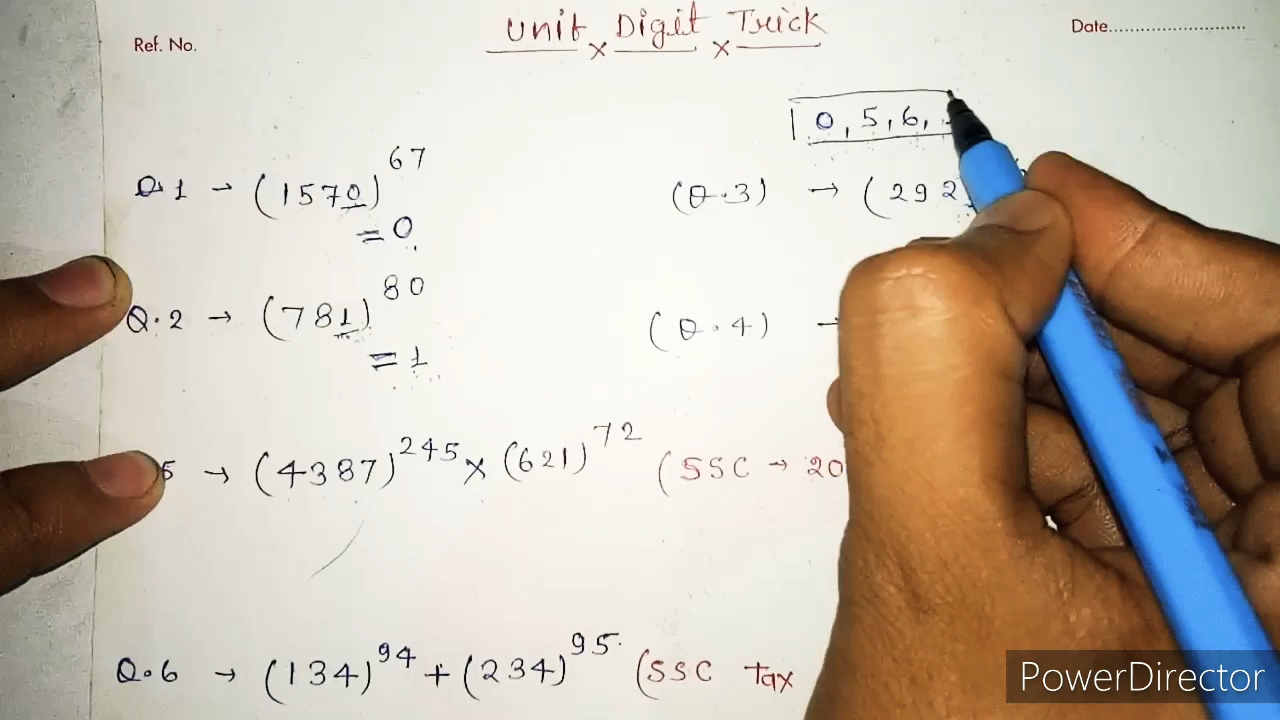 Unit Digit Trick
Ref. No.
Date
0, 5, 6,
Q.1 → (1570)^67
= 0
Q.2 → (781)^80
= 1
(Q.3) → (292
(Q.4) →
5 → (4387)^245 × (621)^72 (SSC → 20
Q.6 → (134)^94 + (234)^95 (SSC Tax
PowerDirector